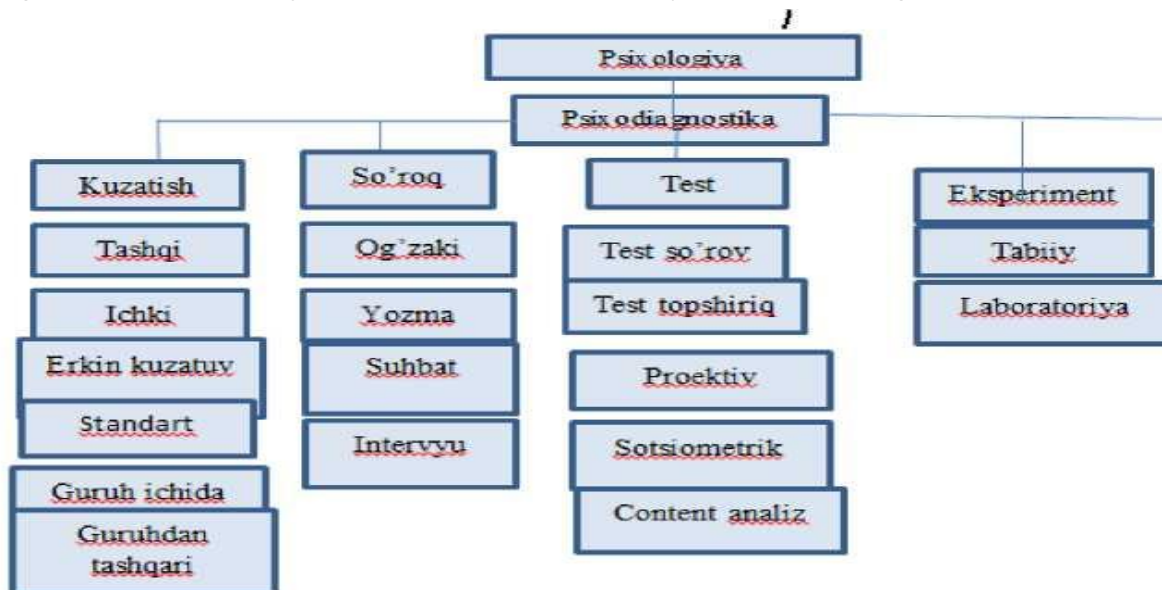 Psixologiya
Psixodiagnostika
Kuzatish
Tashqi
Ichki
Erkin kuzatuv
Standart
Guruh ichida
Guruhdan
tashqari
So’roq
Og’zaki
Yozma
Suhbat
Intervyu
Test
Test so’rov
Test topshiriq
Proektiv
Sotsiometrik
Content analiz
Eksperiment
Tabiiy
Laboratoriya